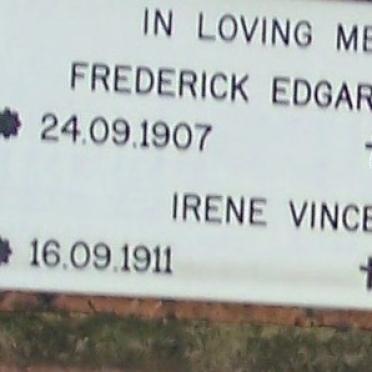 IN LOVING ME
FREDERICK EDGAR
* 24.09.1907 †
IRENE VINCE
* 16.09.1911 †